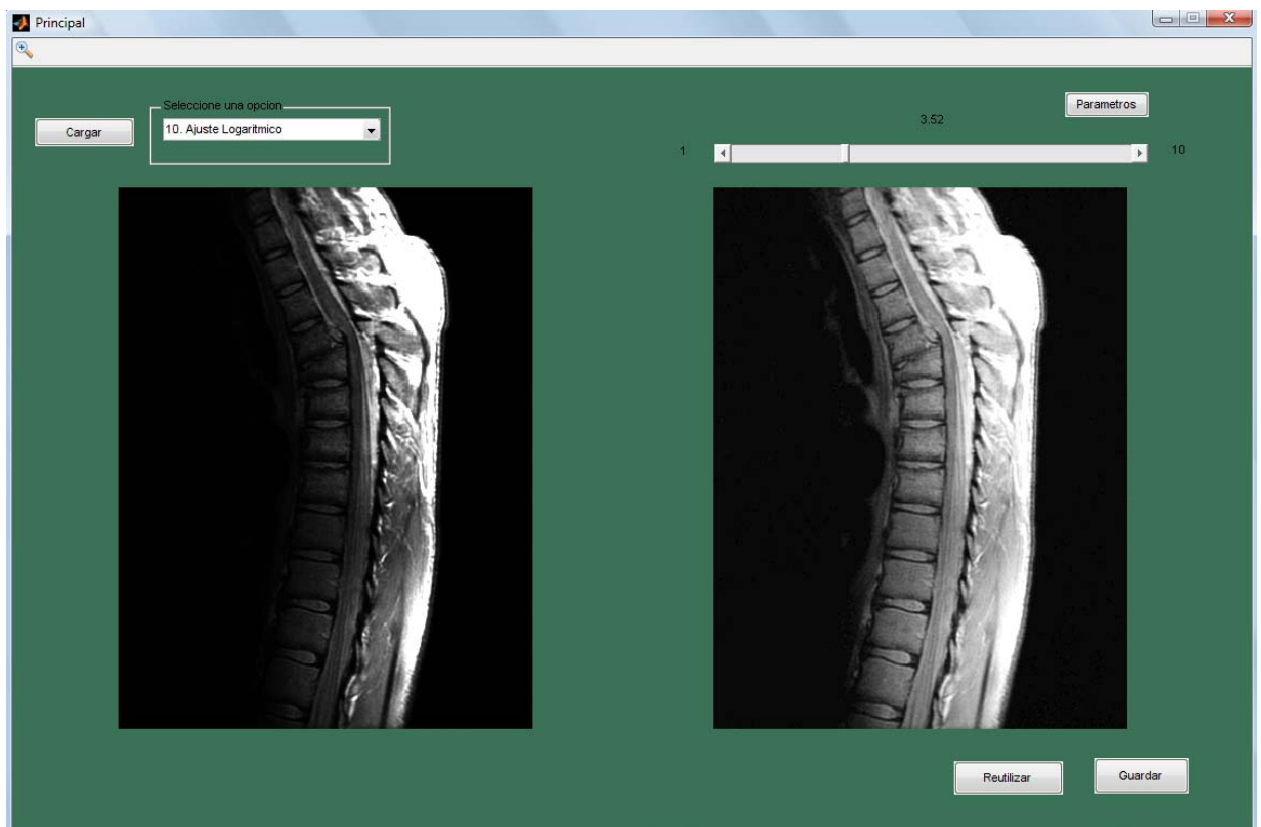 Principal
Seleccione una opcion
Cargar
10. Ajuste Logaritmico
Parametros
3.52
1
10
Reutilizar
Guardar